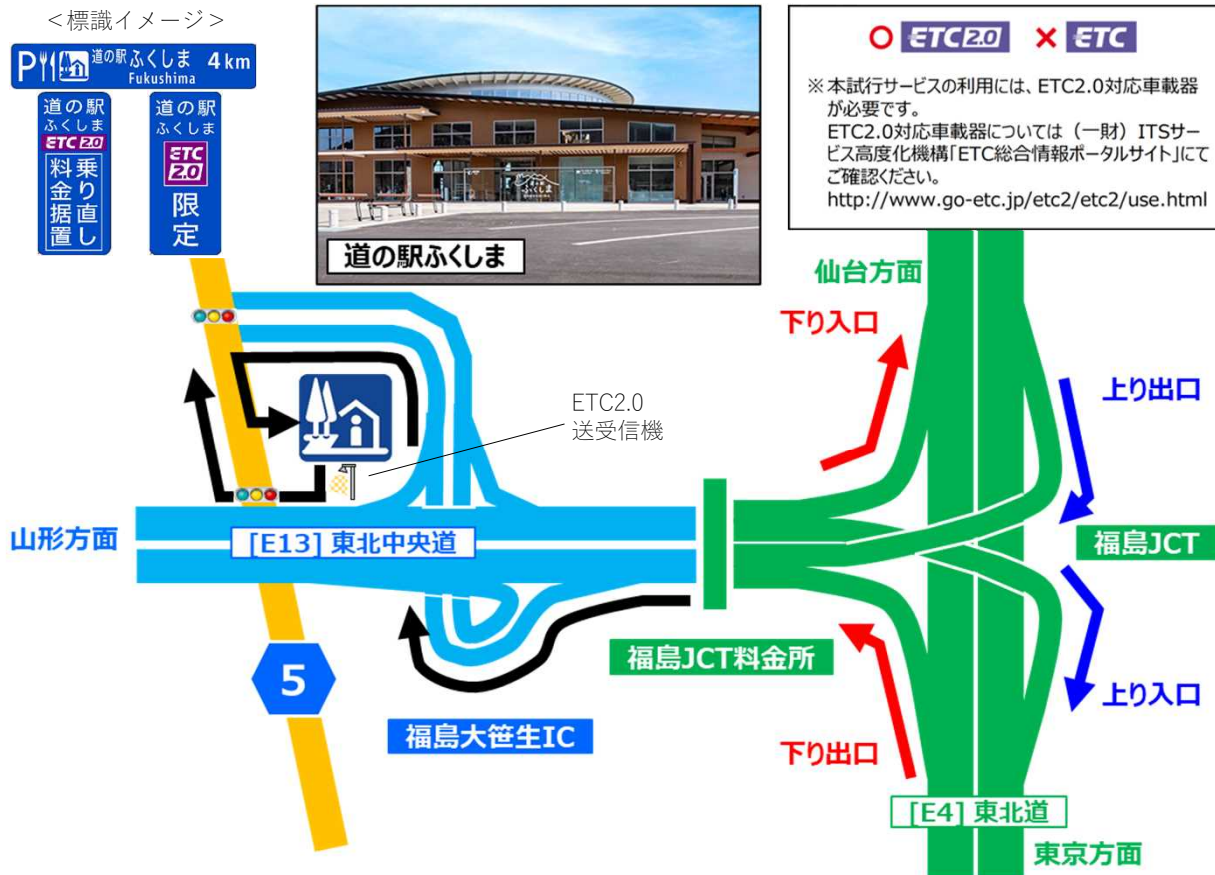 ＜標識イメージ＞
P 道の駅 ふくしま 4km
Fukushima
道の駅
ふくしま
ETC 2.0
乗り直し
料金据置
道の駅
ふくしま
ETC
2.0
限定
道の駅ふくしま
○ ETC2.0 × ETC
※本試行サービスの利用には、ETC2.0対応車載器
が必要です。
ETC2.0対応車載器については（一財）ITSサー
ビス高度化機構「ETC総合情報ポータルサイト」にて
ご確認ください。
http://www.go-etc.jp/etc2/etc2/use.html
仙台方面
下り入口
上り出口
ETC2.0
送受信機
山形方面
[E13] 東北中央道
福島JCT
福島JCT料金所
5
上り入口
福島大笹生IC
下り出口
[E4] 東北道
東京方面